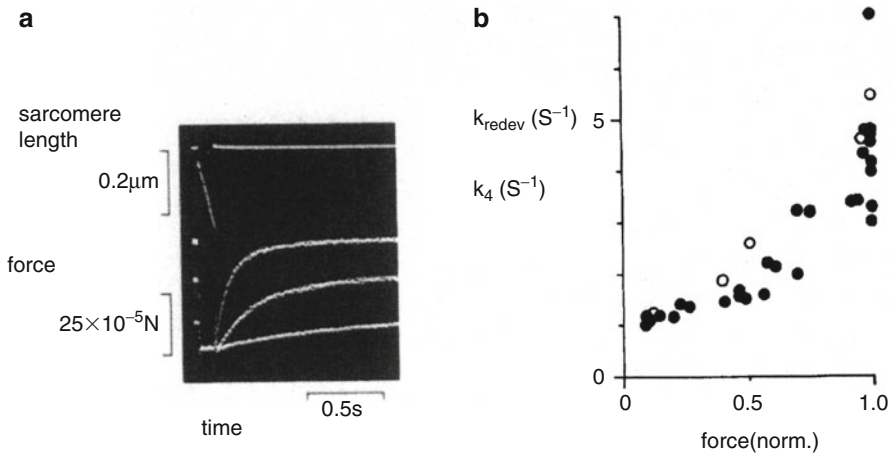 a
sarcomere
length
0.2μm
force
25×10⁻⁵N
0.5s
time
b
k_redev (S⁻¹)
5
k₄ (S⁻¹)
0
0
0.5
1.0
force(norm.)